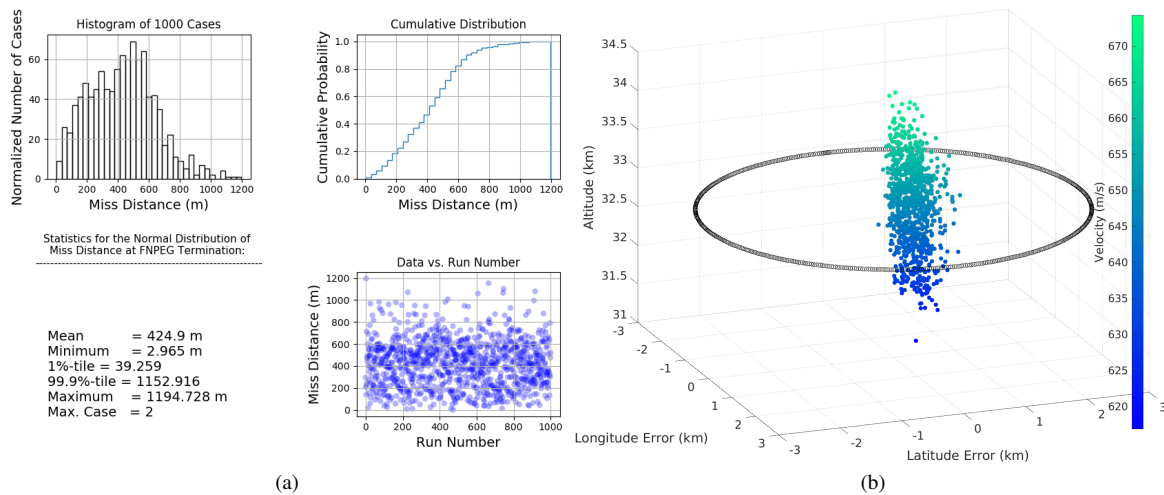 Histogram of 1000 Cases
Normalized Number of Cases
60
40
20
0
0 200 400 600 800 1000 1200
Miss Distance (m)
Cumulative Distribution
Cumulative Probability
1.0
0.8
0.6
0.4
0.2
0.0
0 200 400 600 800 1000 1200
Miss Distance (m)
Statistics for the Normal Distribution of
Miss Distance at FNPEG Termination:
Mean = 424.9 m
Minimum = 2.965 m
1%-tile = 39.259
99.9%-tile = 1152.916
Maximum = 1194.728 m
Max. Case = 2
Data vs. Run Number
Miss Distance (m)
1200
1000
800
600
400
200
0
0 200 400 600 800 1000
Run Number
(a)
Altitude (km)
34.5
34
33.5
33
32.5
32
31.5
31
-3
-2
-1
0
1
2
3
Longitude Error (km)
-3 -2 -1 0 1 2 3
Latitude Error (km)
Velocity (m/s)
670
665
660
655
650
645
640
635
630
625
620
(b)